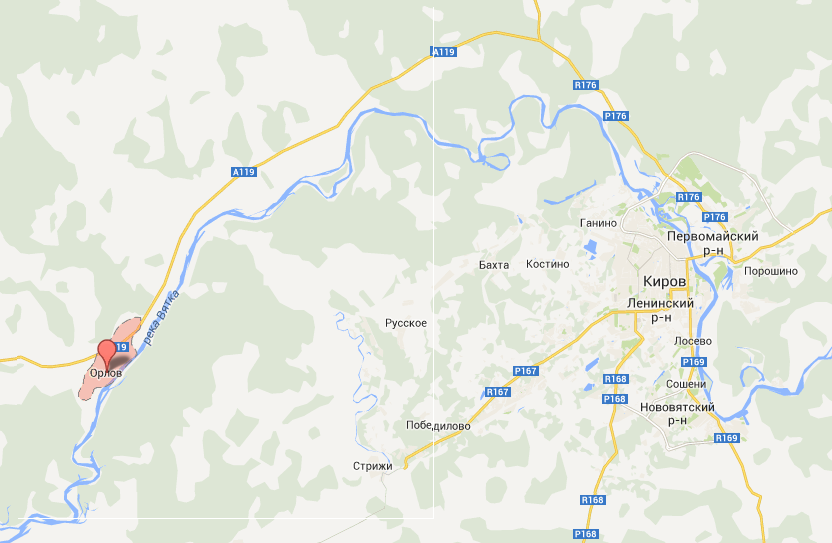 A119
R176
P176
A119
R176
P176
Ганино
Первомайский
р-н
Бахта
Костино
Порошино
Киров
Ленинский
р-н
река Вятка
Русское
Лосево
19
Орлов
P169
P167
R167
R168
P168
Сошени
Нововятский
р-н
Победилово
R169
Стрижи
R168
P168